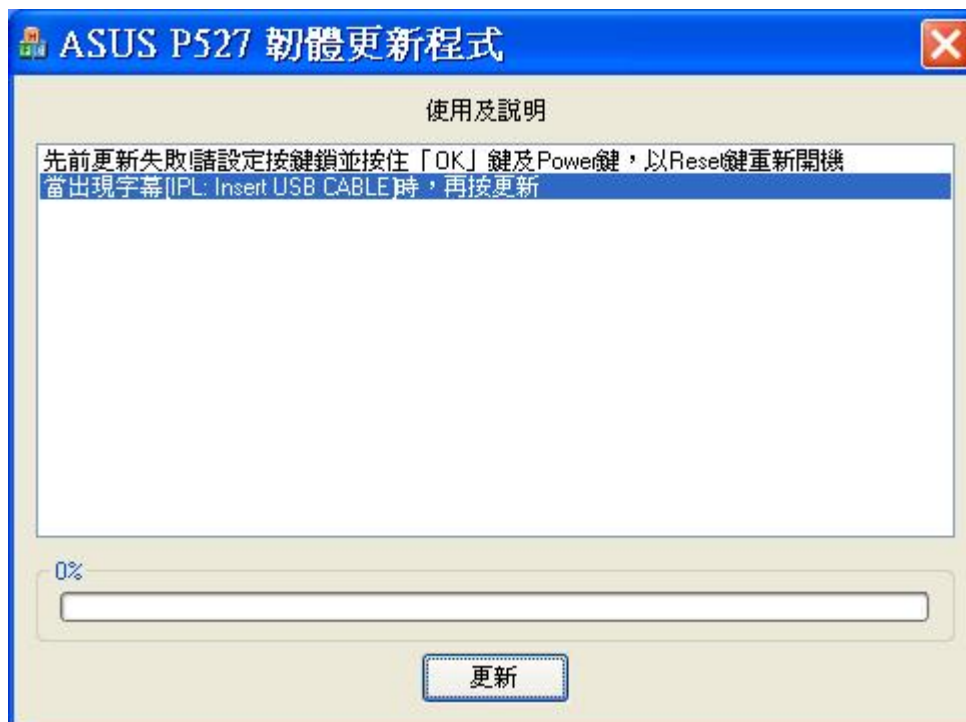 ASUS P527 韌體更新程式
使用及說明
先前更新失敗!請設定按鍵鎖並按住「OK」鍵及Power鍵，以Reset鍵重新開機
當出現字幕[IPL: Insert USB CABLE]時，再按更新
0%
更新